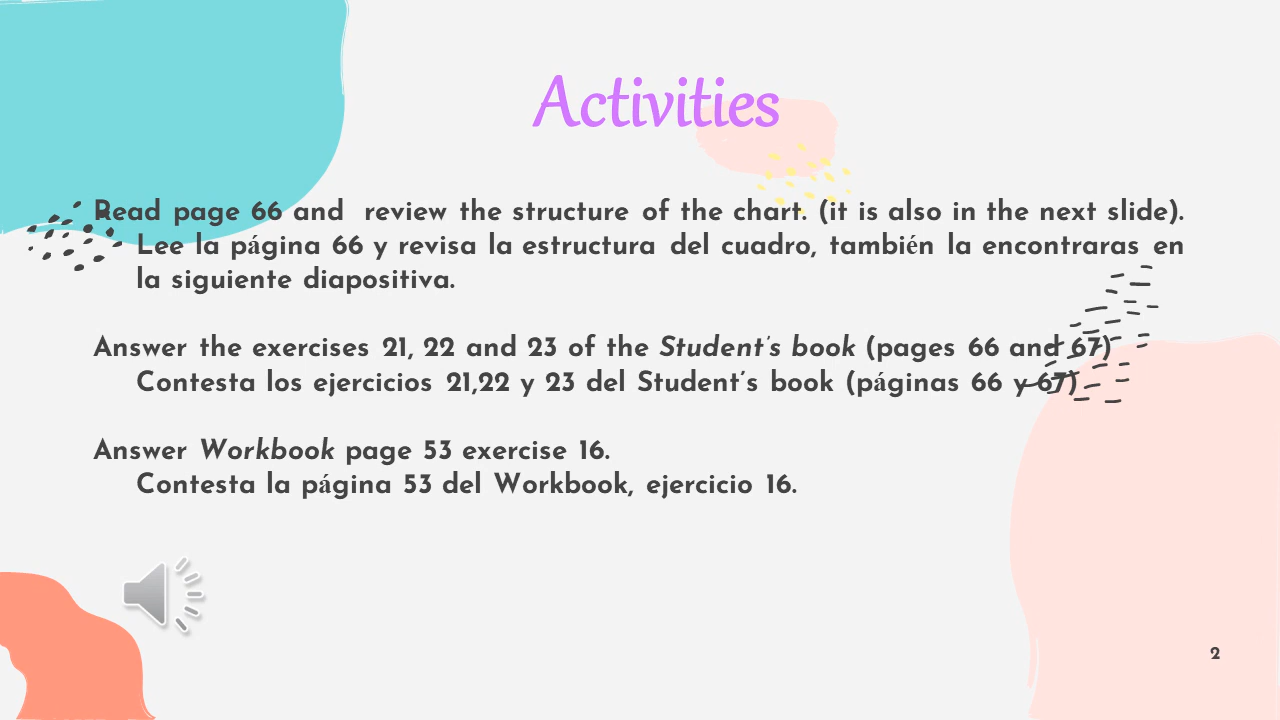 Activities
Read page 66 and review the structure of the chart. (it is also in the next slide).
Lee la página 66 y revisa la estructura del cuadro, también la encontraras en
la siguiente diapositiva.
Answer the exercises 21, 22 and 23 of the Student's book (pages 66 and 67)
Contesta los ejercicios 21,22 y 23 del Student's book (páginas 66 y 67)
Answer Workbook page 53 exercise 16.
Contesta la página 53 del Workbook, ejercicio 16.
2